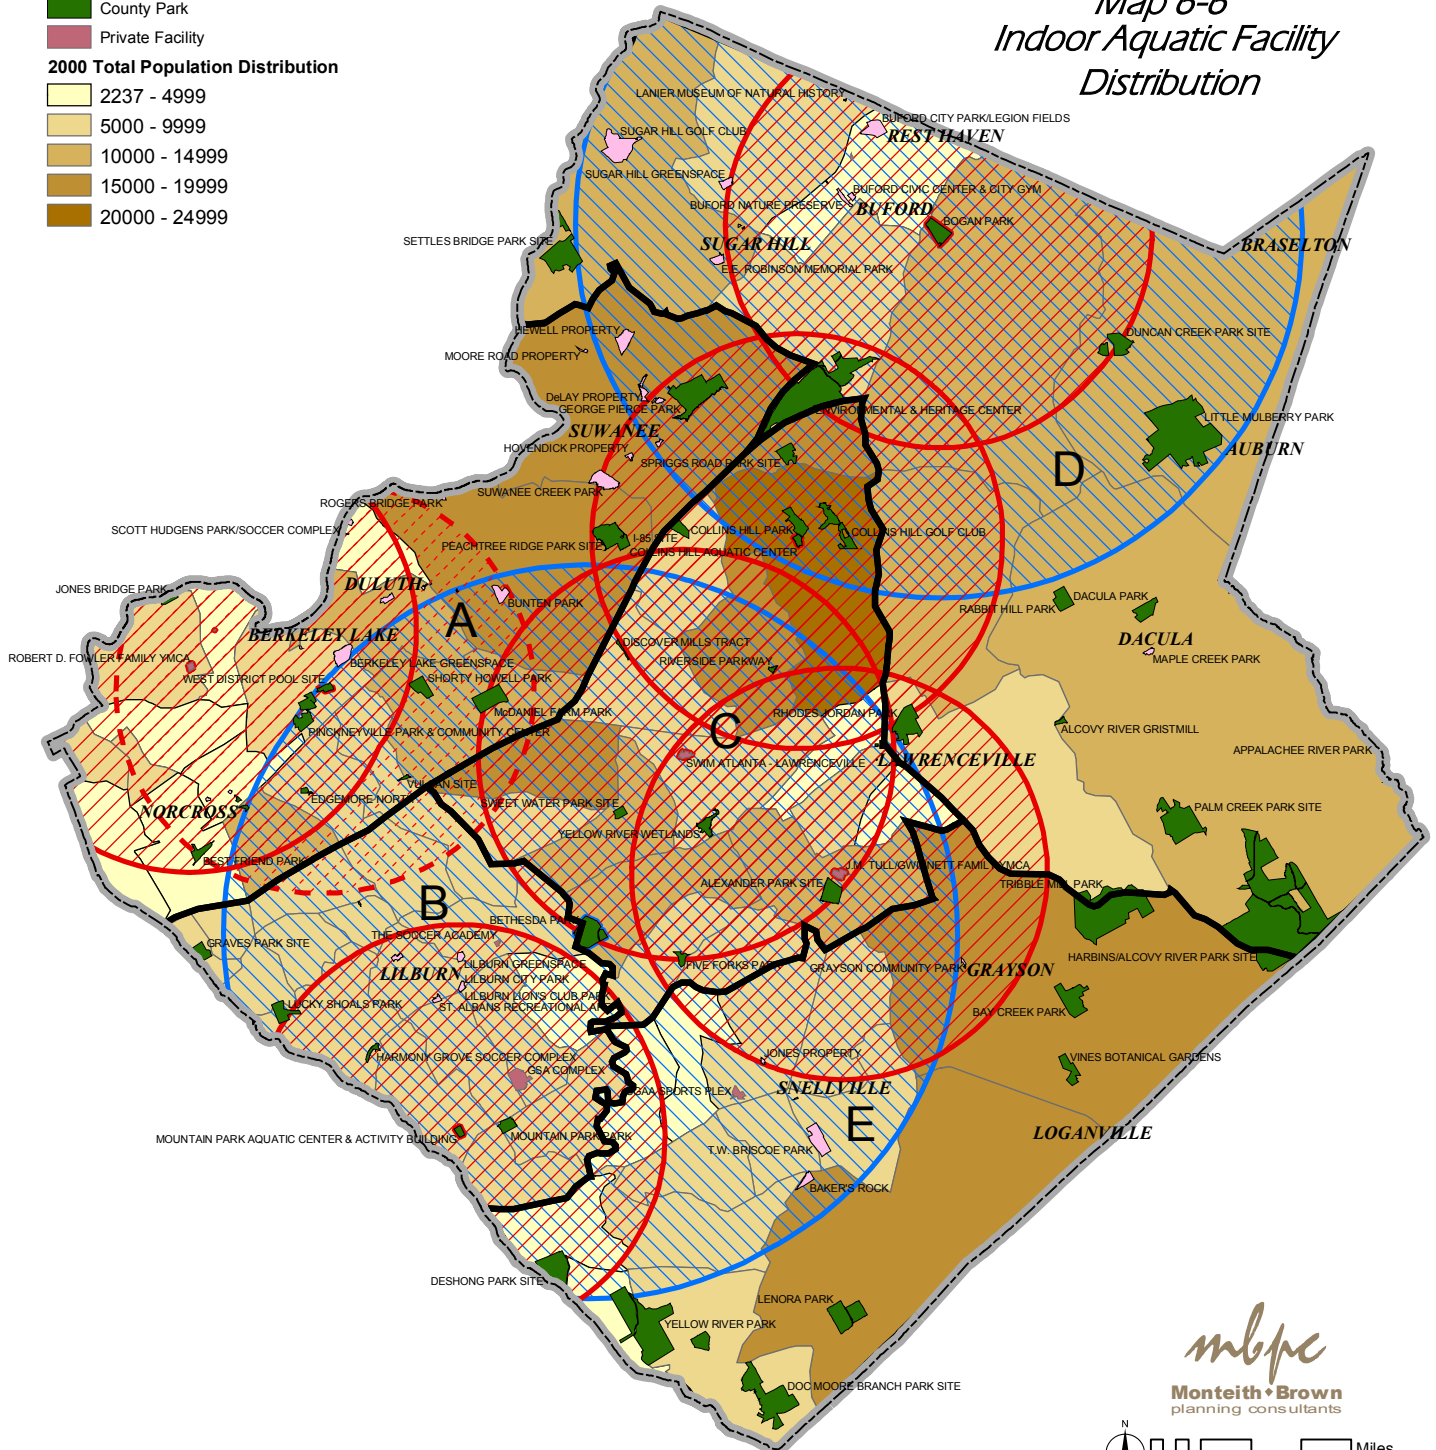 County Park
Private Facility
2000 Total Population Distribution
2237 - 4999
5000 - 9999
10000 - 14999
15000 - 19999
20000 - 24999
Map 6-6
Indoor Aquatic Facility
Distribution
LANIER MUSEUM OF NATURAL HISTORY
BUFORD CITY PARK/LEGION FIELDS
SUGAR HILL GOLF CLUB
REST HAVEN
SUGAR HILL GREENSPACE
BUFORD CIVIC CENTER & CITY GYM
BUFORD NATURE PRESERVE
BUFORD
BOGAN PARK
SETTLES BRIDGE PARK SITE
SUGAR HILL
BRASELTON
E.E. ROBINSON MEMORIAL PARK
HEWELL PROPERTY
DUNCAN CREEK PARK SITE
MOORE ROAD PROPERTY
DeLAY PROPERTY
GEORGE PIERCE PARK
ENVIRONMENTAL & HERITAGE CENTER
LITTLE MULBERRY PARK
SUWANEE
HOVENDICK PROPERTY
AUBURN
SPRIGGS ROAD PARK SITE
D
SUWANEE CREEK PARK
ROGERS BRIDGE PARK
SCOTT HUDGENS PARK/SOCCER COMPLEX
COLLINS HILL PARK
COLLINS HILL GOLF CLUB
I-85 SITE
PEACHTREE RIDGE PARK SITE
COLLINS HILL AQUATIC CENTER
DULUTH
JONES BRIDGE PARK
BUNTEN PARK
A
DACULA PARK
RABBIT HILL PARK
BERKELEY LAKE
DISCOVER MILLS TRACT
DACULA
ROBERT D. FOWLER FAMILY YMCA
BERKELEY LAKE GREENSPACE
RIVERSIDE PARKWAY
MAPLE CREEK PARK
WEST DISTRICT POOL SITE
SHORTY HOWELL PARK
McDANIEL FARM PARK
RHODES JORDAN PARK
PINCKNEYVILLE PARK & COMMUNITY CENTER
C
ALCOVY RIVER GRISTMILL
APPALACHEE RIVER PARK
SWIM ATLANTA - LAWRENCEVILLE
LAWRENCEVILLE
VULCAN SITE
EDGEMORE NORTH
SWEET WATER PARK SITE
PALM CREEK PARK SITE
NORCROSS
YELLOW RIVER WETLANDS
BEST FRIEND PARK
J.M. TULL/GWINNETT FAMILY YMCA
ALEXANDER PARK SITE
TRIBBLE MILL PARK
B
BETHESDA PARK
THE SOCCER ACADEMY
GRAVES PARK SITE
LILBURN GREENSPACE
FIVE FORKS PARK
GRAYSON COMMUNITY PARK
GRAYSON
HARBINS/ALCOVY RIVER PARK SITE
LILBURN
LILBURN CITY PARK
LILBURN LION'S CLUB PARK
LUCKY SHOALS PARK
BAY CREEK PARK
HARMONY GROVE SOCCER COMPLEX
JONES PROPERTY
VINES BOTANICAL GARDENS
GSA COMPLEX
SNELLVILLE
E
LOGANVILLE
MOUNTAIN PARK AQUATIC CENTER & ACTIVITY BUILDING
MOUNTAIN PARK PARK
T.W. BRISCOE PARK
BAKER'S ROCK
DESHONG PARK SITE
LENORA PARK
YELLOW RIVER PARK
DOC MOORE BRANCH PARK SITE
mbpc
Monteith Brown
planning consultants
N
Miles